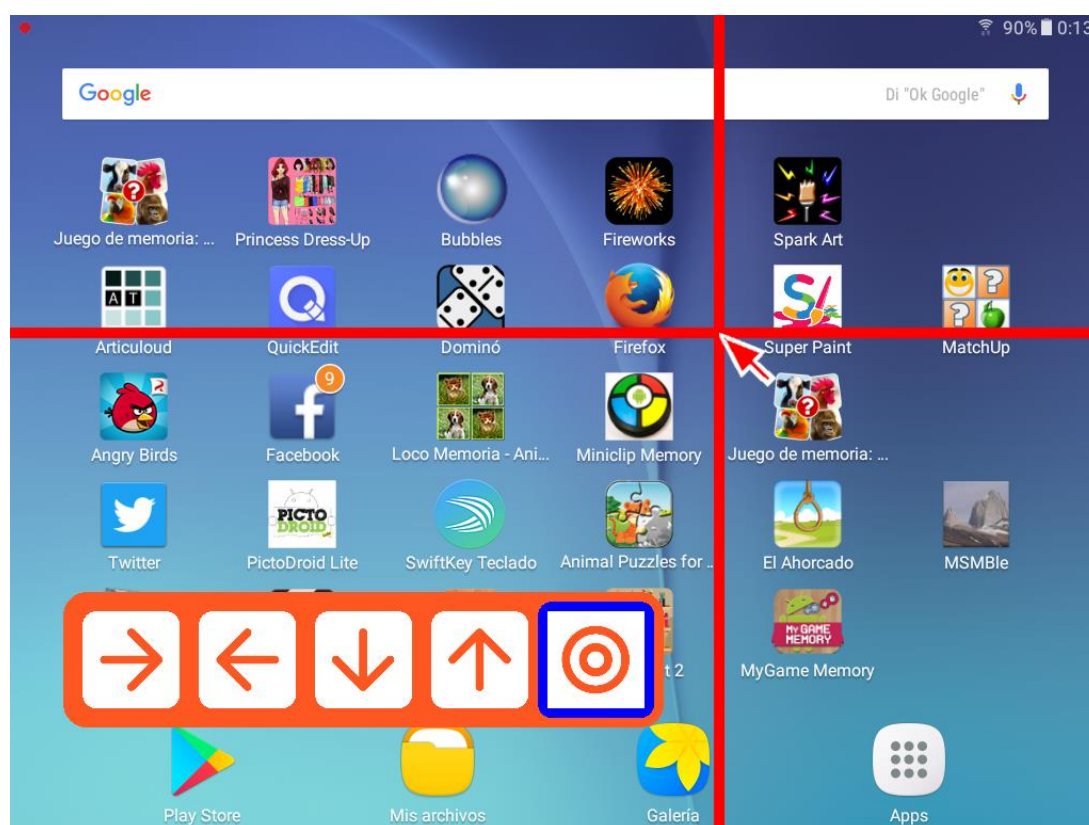 90% 0:13
Google Di "Ok Google"
Juego de memoria: ... Princess Dress-Up Bubbles Fireworks Spark Art
A T
Articuloud QuickEdit Dominó Firefox Super Paint MatchUp
9
Angry Birds Facebook Loco Memoria - Ani... Miniclip Memory Juego de memoria: ...
PICTO
DROID
Twitter PictoDroid Lite SwiftKey Teclado Animal Puzzles for .. El Ahorcado MSMBle
MY GAME
MEMORY
t 2 MyGame Memory
Play Store Mis archivos Galería Apps